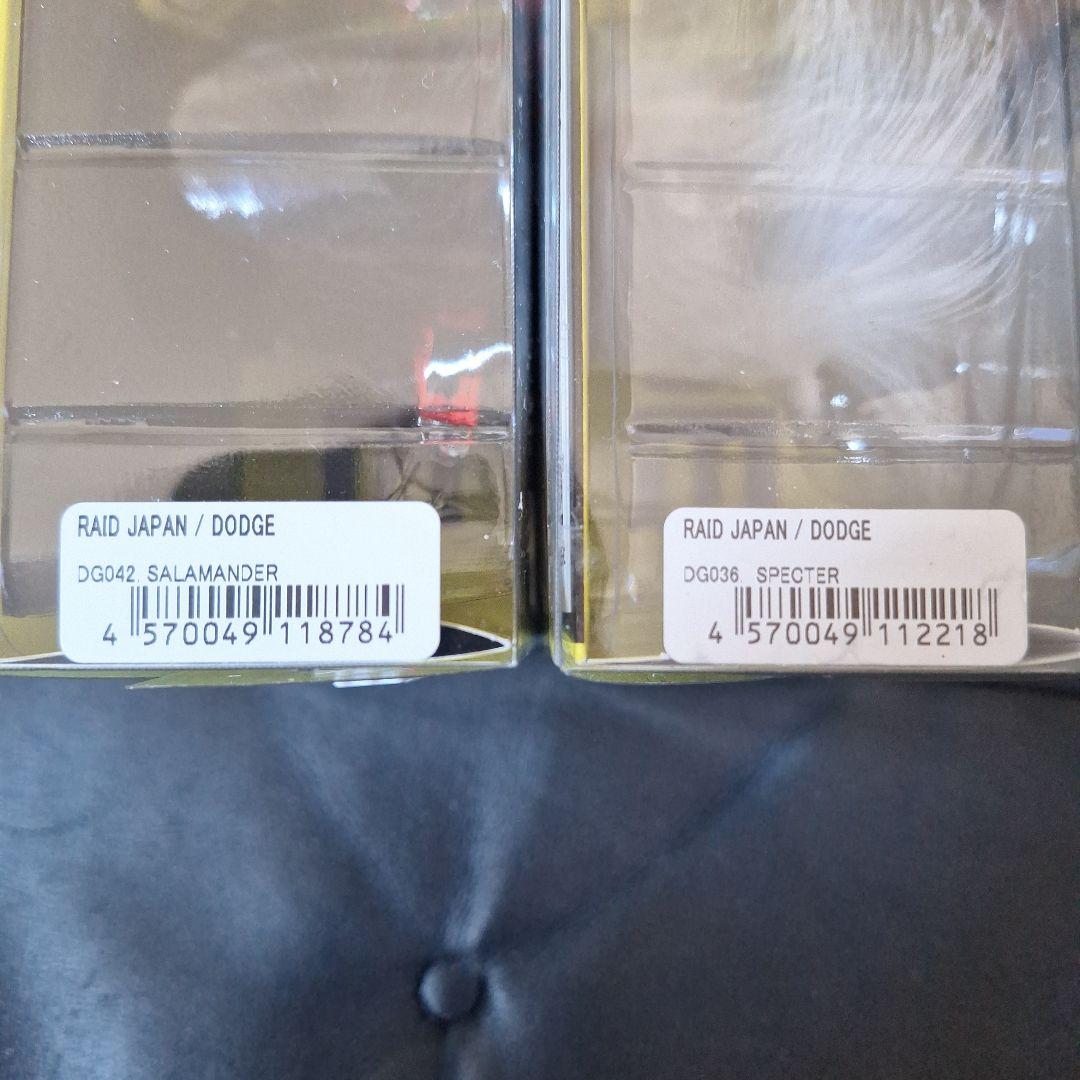 RAID JAPAN / DODGE
DG042. SALAMANDER
4 570049 118784
RAID JAPAN / DODGE
DG036. SPECTER
4 570049 112218